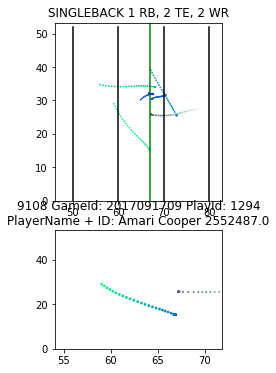 SINGLEBACK 1 RB, 2 TE, 2 WR
50
40
30
20
10
0
50 60 70 80
9108 GameId: 2017091709 PlayId: 1294
PlayerName + ID: Amari Cooper 2552487.0
40
20
0
55 60 65 70